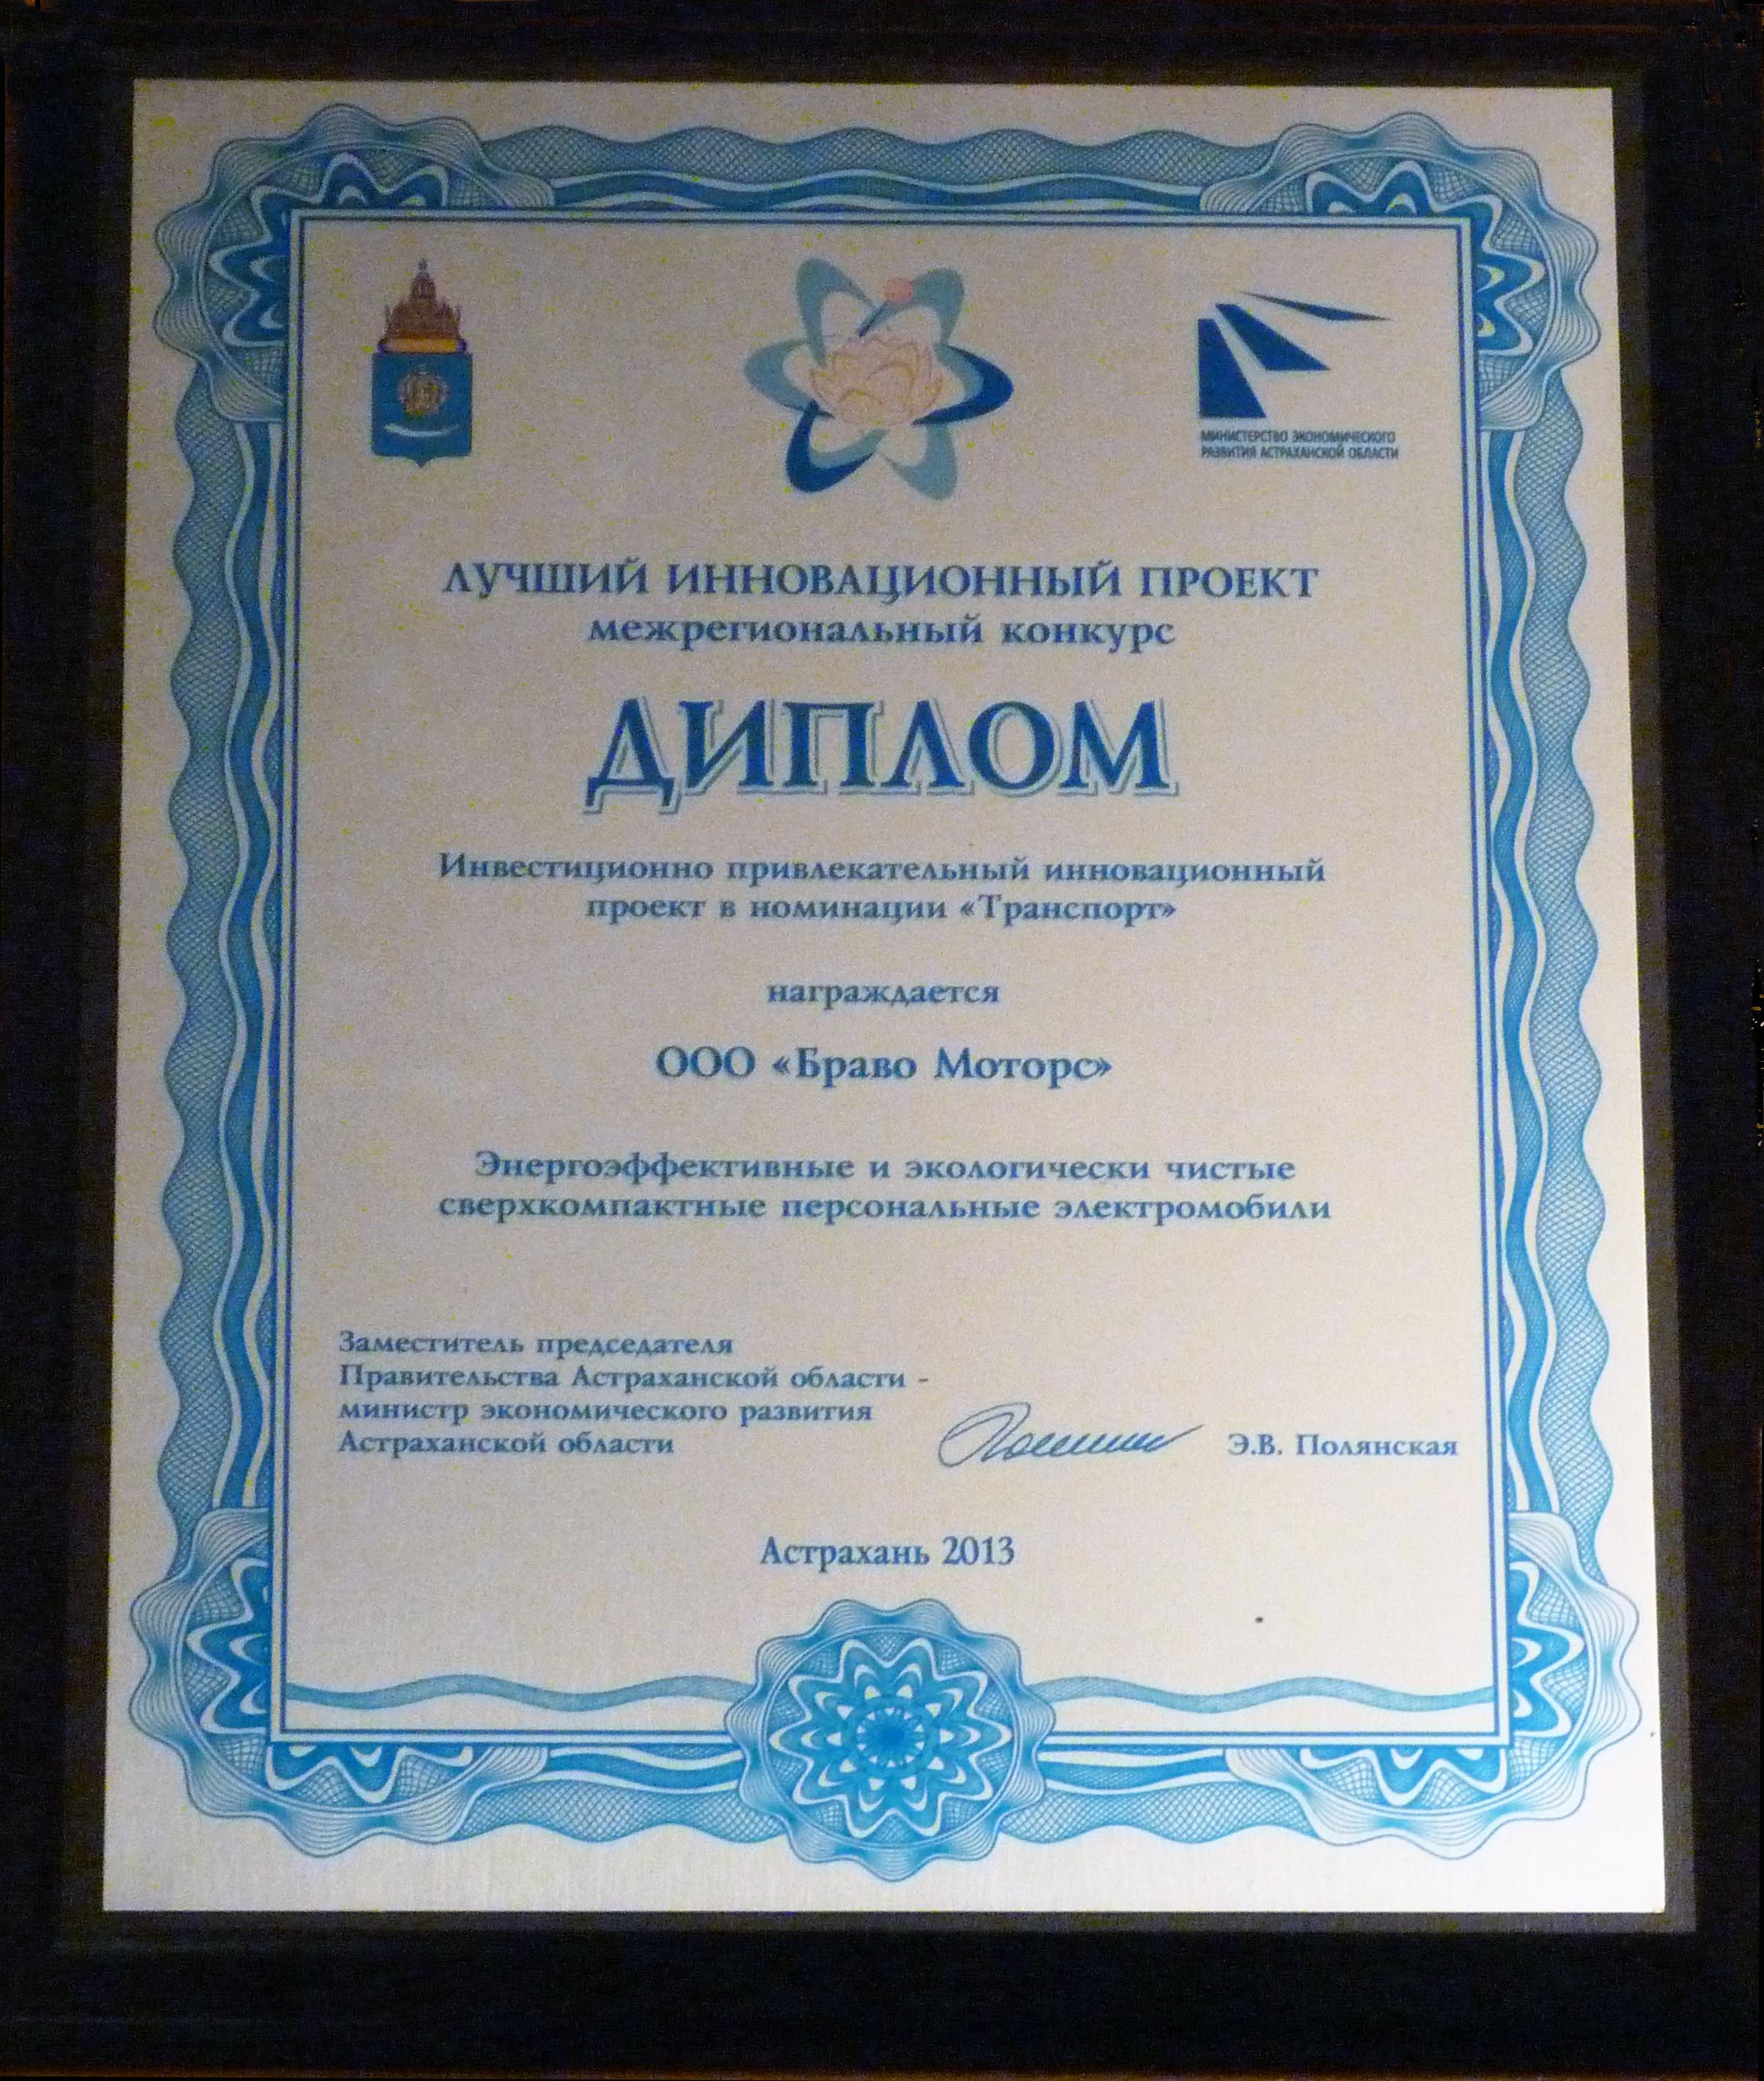 МИНИСТЕРСТВО ЭКОНОМИЧЕСКОГО
РАЗВИТИЯ АСТРАХАНСКОЙ ОБЛАСТИ
ЛУЧШИЙ ИННОВАЦИОННЫЙ ПРОЕКТ
межрегиональный конкурс
ДИПЛОМ
Инвестиционно привлекательный инновационный
проект в номинации «Транспорт»
награждается
ООО «Браво Моторс»
Энергоэффективные и экологически чистые
сверхкомпактные персональные электромобили
Заместитель председателя
Правительства Астраханской области -
министр экономического развития
Астраханской области
Э.В. Полянская
Астрахань 2013